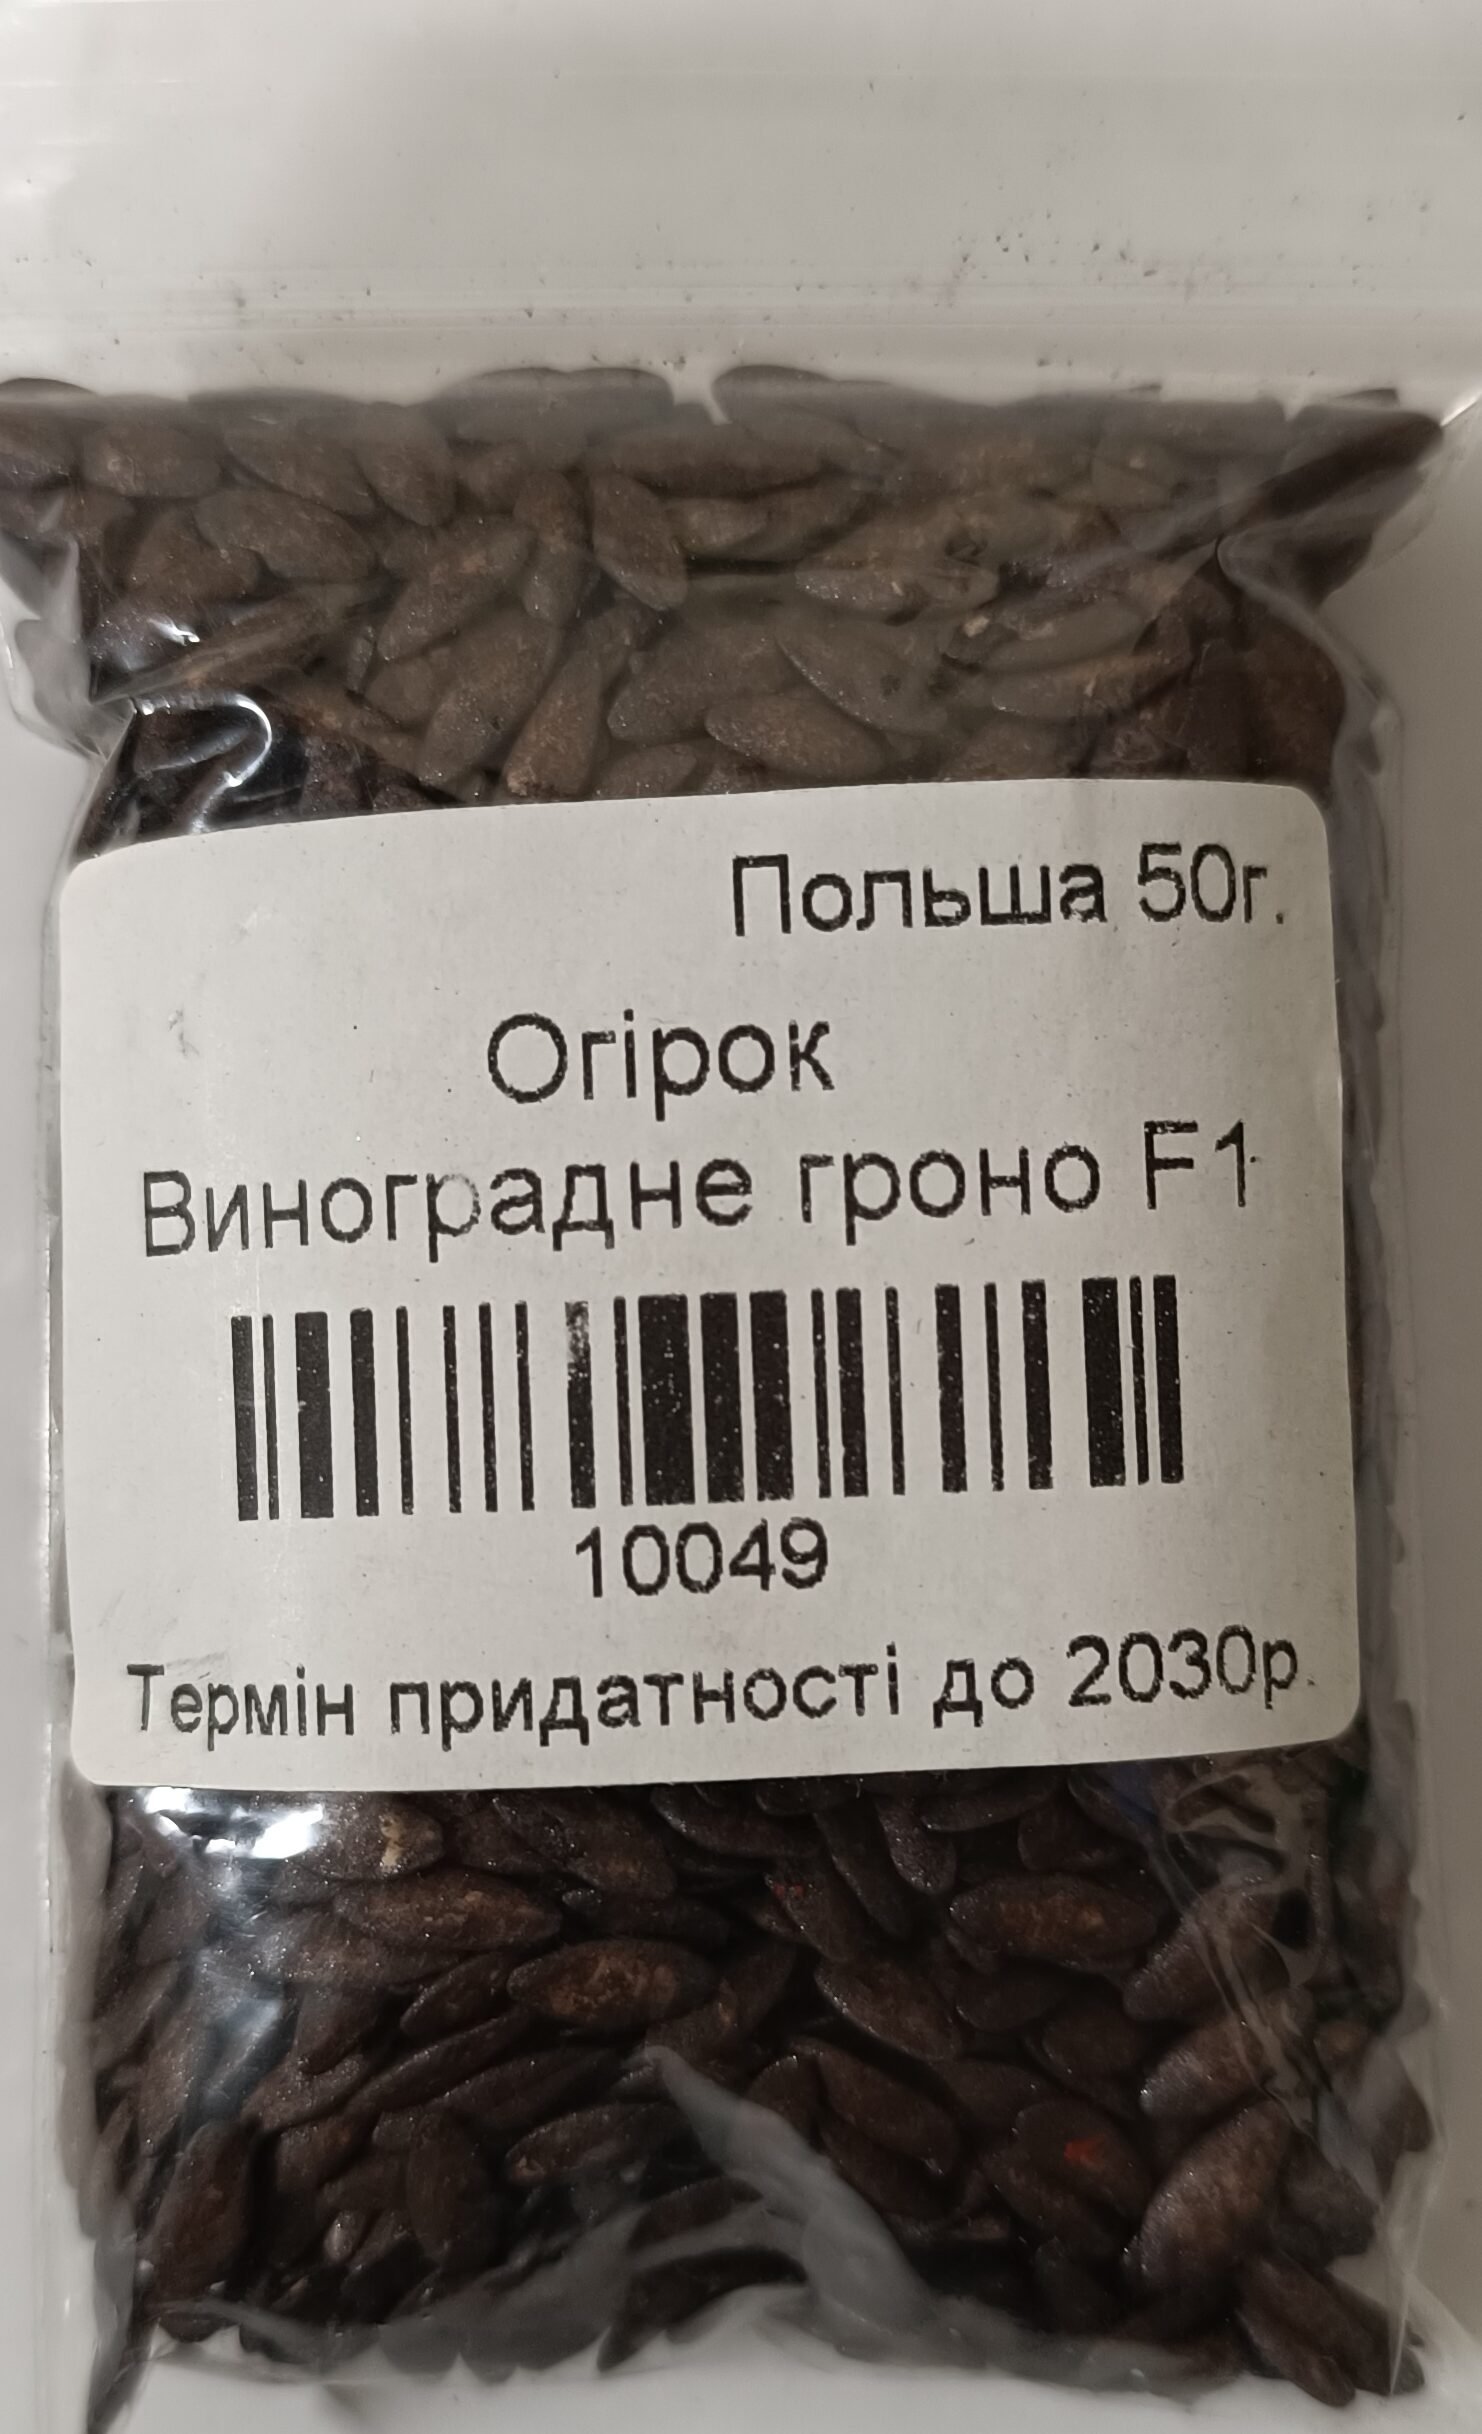 Польша 50г.
Огірок
Виноградне гроно F1
10049
Термін придатності до 2030р.